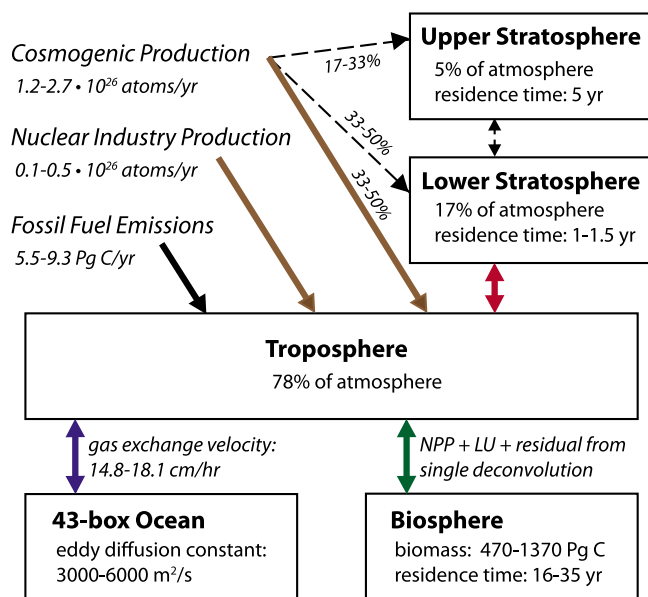 Cosmogenic Production
1.2-2.7 • 10²⁶ atoms/yr
Nuclear Industry Production
0.1-0.5 • 10²⁶ atoms/yr
Fossil Fuel Emissions
5.5-9.3 Pg C/yr
17-33%
33-50%
33-50%
Upper Stratosphere
5% of atmosphere
residence time: 5 yr
Lower Stratosphere
17% of atmosphere
residence time: 1-1.5 yr
Troposphere
78% of atmosphere
gas exchange velocity:
14.8-18.1 cm/hr
NPP + LU + residual from
single deconvolution
43-box Ocean
eddy diffusion constant:
3000-6000 m²/s
Biosphere
biomass: 470-1370 Pg C
residence time: 16-35 yr